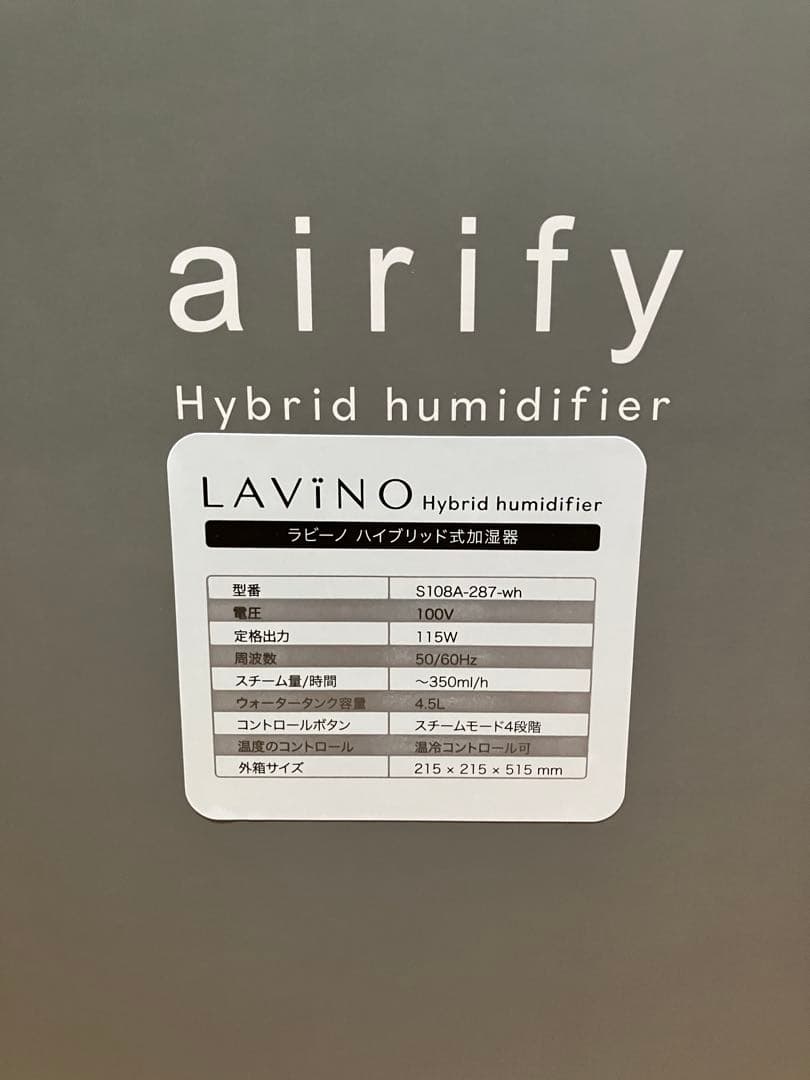 airify
Hybrid humidifier
LAVïNO Hybrid humidifier
ラビーノ ハイブリッド式加湿器
型番 S108A-287-wh
電圧 100V
定格出力 115W
周波数 50/60Hz
スチーム量/時間 〜350ml/h
ウォータータンク容量 4.5L
コントロールボタン スチームモード4段階
温度のコントロール 温冷コントロール可
外箱サイズ 215 × 215 × 515 mm